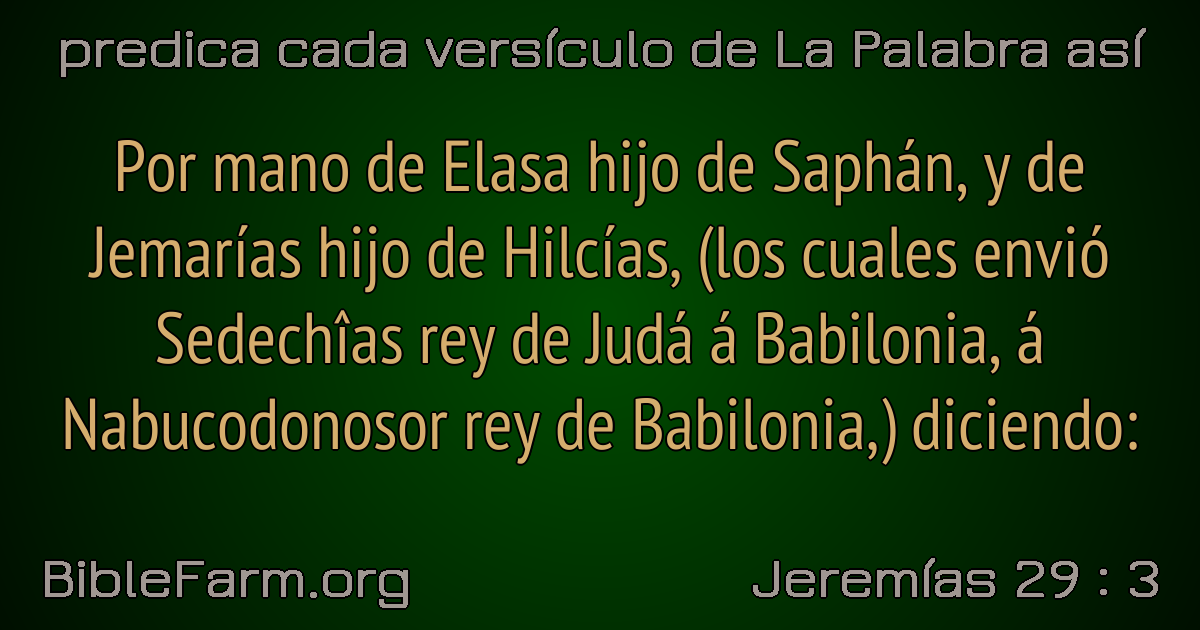 predica cada versículo de La Palabra así
Por mano de Elasa hijo de Saphán, y de
Jemarías hijo de Hilcías, (los cuales envió
Sedechîas rey de Judá á Babilonia, á
Nabucodonosor rey de Babilonia,) diciendo:
BibleFarm.org
Jeremías 29 : 3